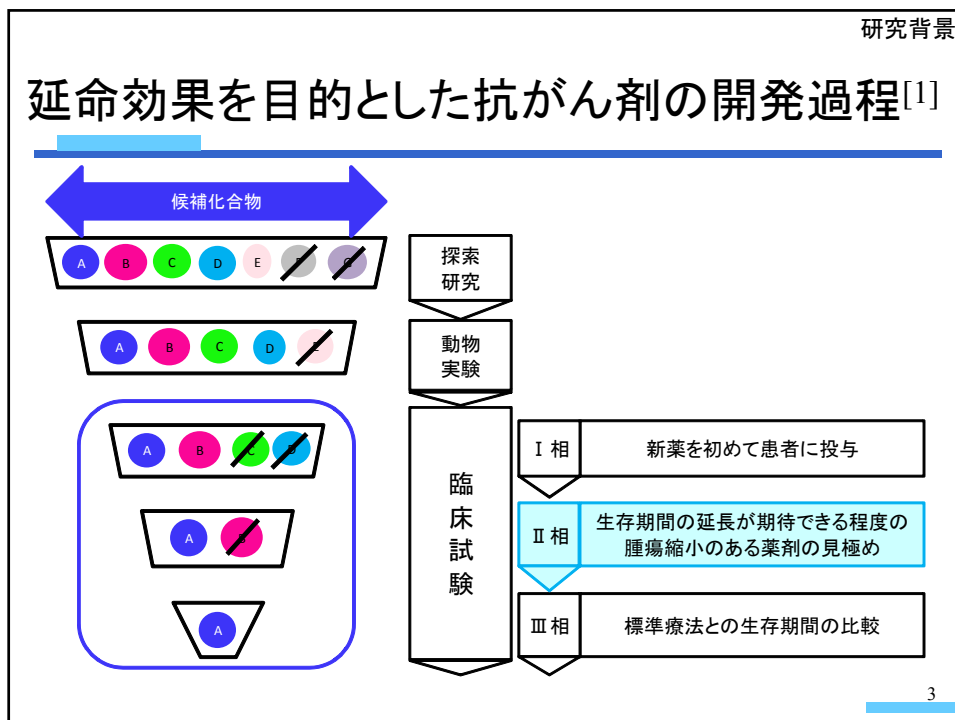 研究背景
延命効果を目的とした抗がん剤の開発過程[1]
候補化合物
A B C D E G
探索
研究
A B C D E
動物
実験
A B C D
臨床試験
Ⅰ相
新薬を初めて患者に投与
A B
Ⅱ相
生存期間の延長が期待できる程度の
腫瘍縮小のある薬剤の見極め
A
Ⅲ相
標準療法との生存期間の比較
3